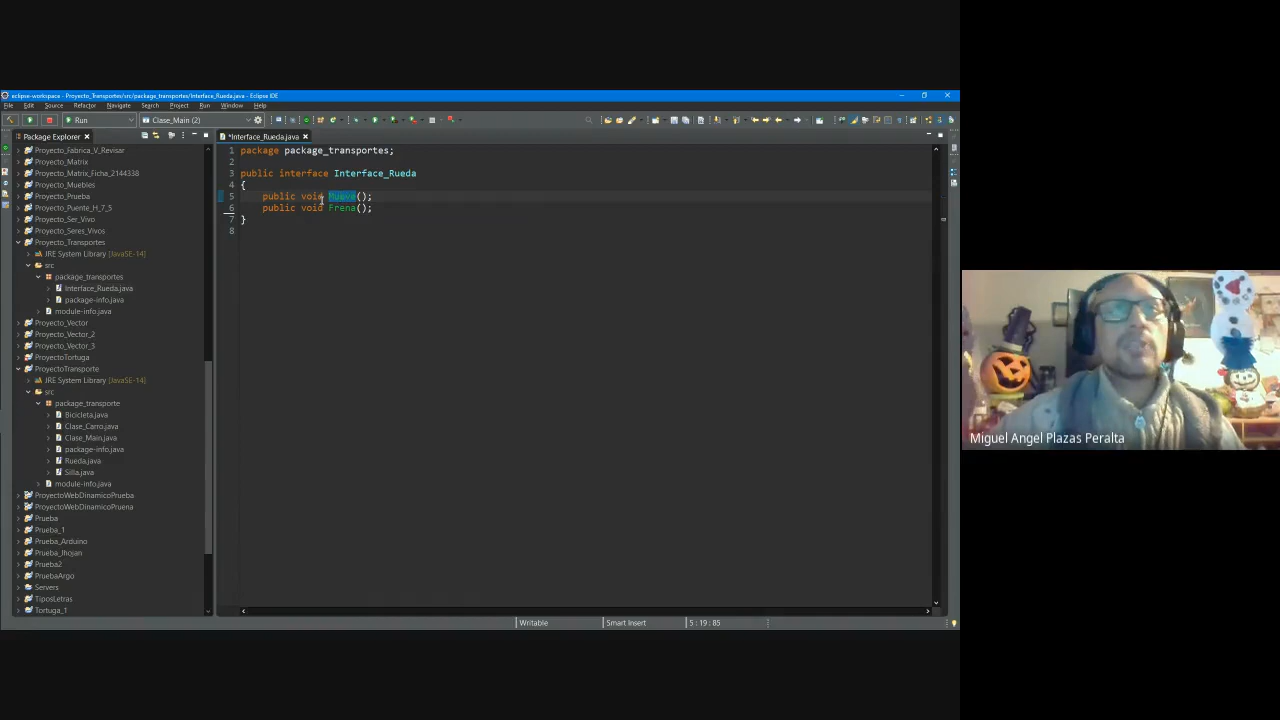 eclipse-workspace - Proyecto_Transportes/src/package_transportes/Interface_Rueda.java - Eclipse IDE
File Edit Source Refactor Navigate Search Project Run Window Help
Run
Clase_Main (2)
Package Explorer
*Interface_Rueda.java
Proyecto_Fabrica_V_Revisar
Proyecto_Matrix
Proyecto_Matrix_Ficha_2144338
Proyecto_Muebles
Proyecto_Prueba
Proyecto_Puente_H_7_5
Proyecto_Ser_Vivo
Proyecto_Seres_Vivos
Proyecto_Transportes
JRE System Library [JavaSE-14]
src
package_transportes
Interface_Rueda.java
package-info.java
module-info.java
Proyecto_Vector
Proyecto_Vector_2
Proyecto_Vector_3
ProyectoTortuga
ProyectoTransporte
JRE System Library [JavaSE-14]
src
package_transporte
Bicicleta.java
Clase_Carro.java
Clase_Main.java
package-info.java
Rueda.java
Silla.java
module-info.java
ProyectoWebDinamicoPrueba
ProyectoWebDinamicoPruena
Prueba
Prueba_1
Prueba_Arduino
Prueba_Jhojan
Prueba2
PruebaArgo
Servers
TiposLetras
Tortuga_1
1 package package_transportes;
2
3 public interface Interface_Rueda
4 {
5 public void Mueve();
6 public void Frena();
7 }
8
Writable
Smart Insert
5 : 19 : 85
Miguel Angel Plazas Peralta